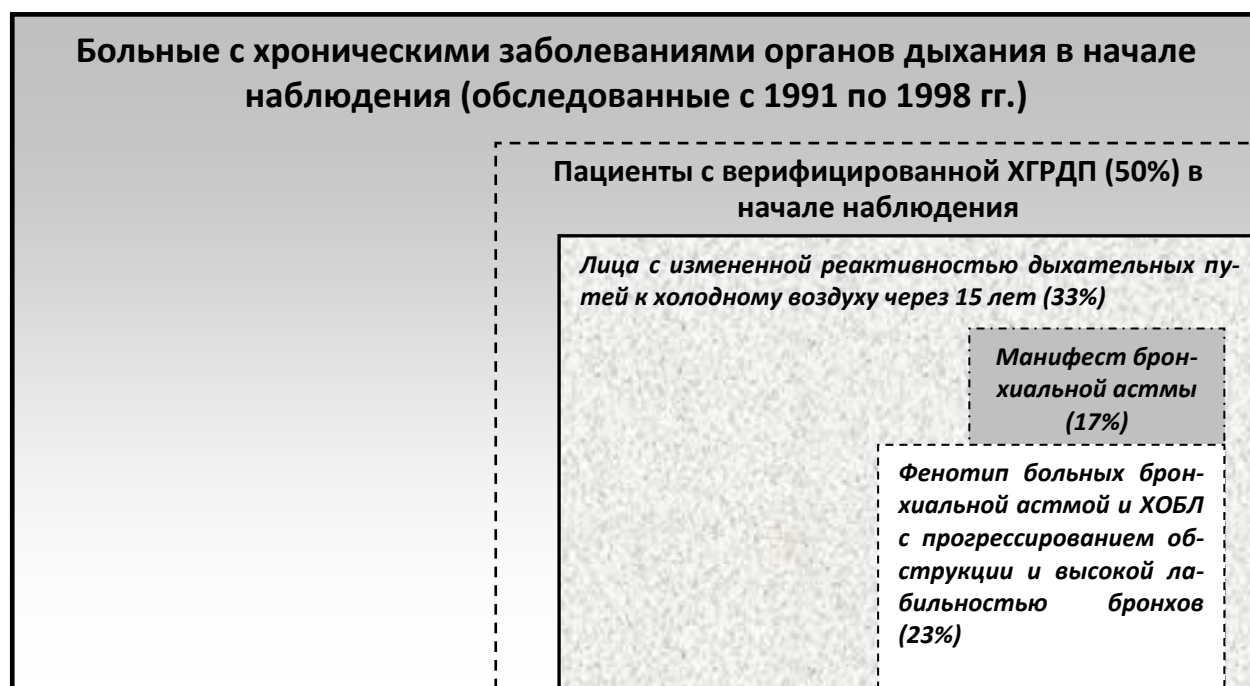 Больные с хроническими заболеваниями органов дыхания в начале
наблюдения (обследованные с 1991 по 1998 гг.)
Пациенты с верифицированной ХГРДП (50%) в
начале наблюдения
Лица с измененной реактивностью дыхательных пу-
тей к холодному воздуху через 15 лет (33%)
Манифест брон-
хиальной астмы
(17%)
Фенотип больных брон-
хиальной астмой и ХОБЛ
с прогрессированием об-
струкции и высокой ла-
бильностью бронхов
(23%)